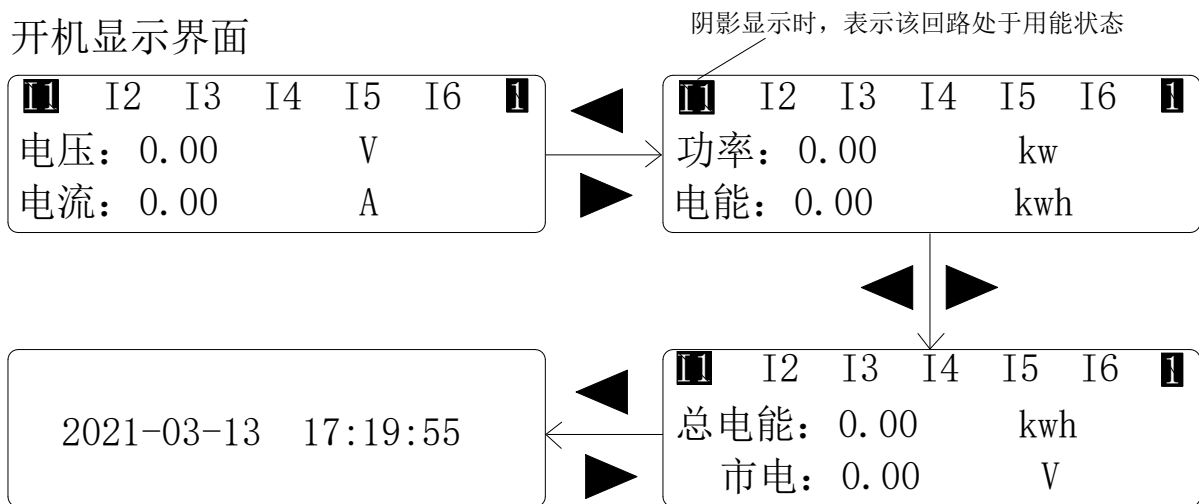 开机显示界面
阴影显示时，表示该回路处于用能状态
I1 I2 I3 I4 I5 I6 1
电压：0.00 V
电流：0.00 A
I1 I2 I3 I4 I5 I6 1
功率：0.00 kw
电能：0.00 kwh
2021-03-13 17:19:55
I1 I2 I3 I4 I5 I6 1
总电能：0.00 kwh
市电：0.00 V